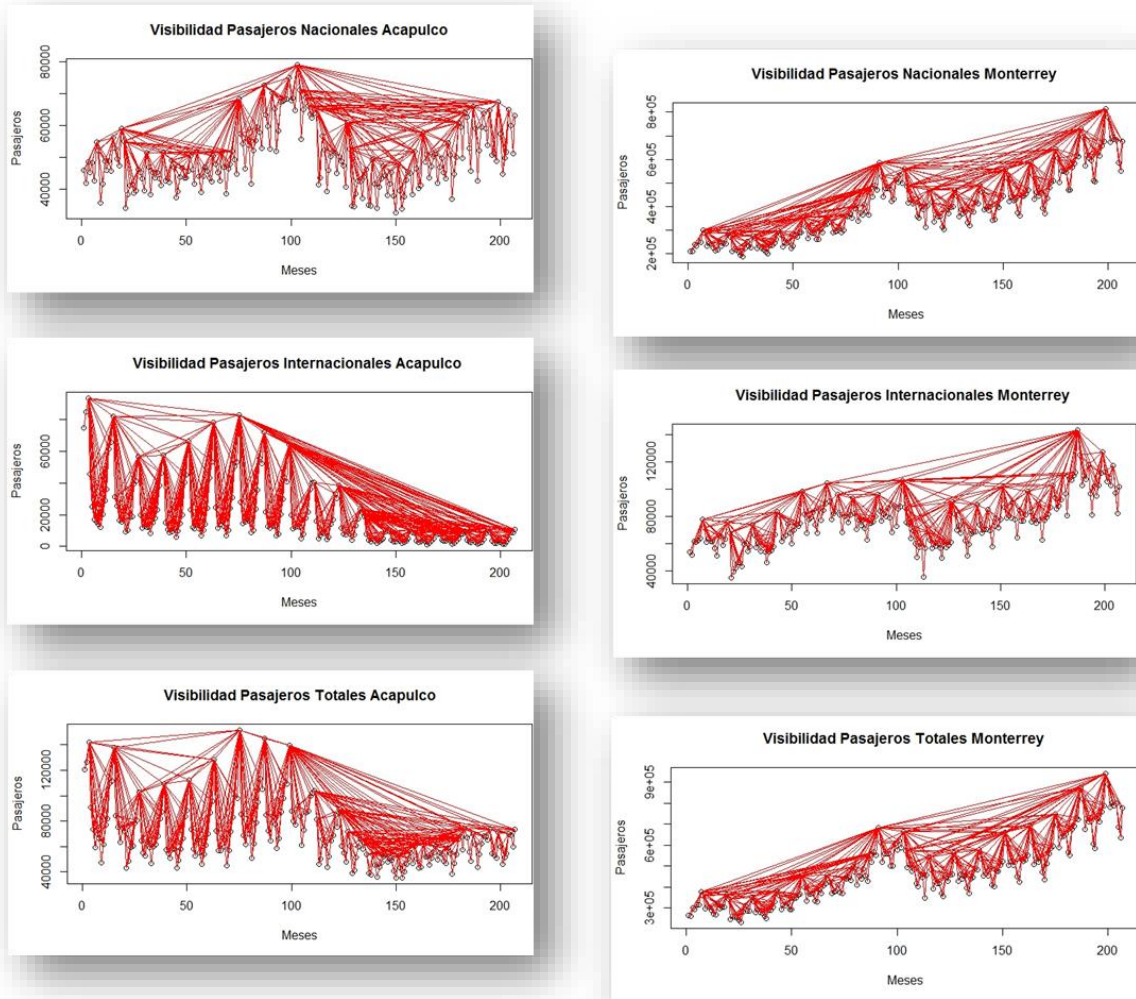 Visibilidad Pasajeros Nacionales Acapulco
80000
60000
40000
Pasajeros
0 50 100 150 200
Meses
Visibilidad Pasajeros Internacionales Acapulco
60000
20000
0
Pasajeros
0 50 100 150 200
Meses
Visibilidad Pasajeros Totales Acapulco
120000
80000
40000
Pasajeros
0 50 100 150 200
Meses
Visibilidad Pasajeros Nacionales Monterrey
8e+05
6e+05
4e+05
2e+05
Pasajeros
0 50 100 150 200
Meses
Visibilidad Pasajeros Internacionales Monterrey
120000
80000
40000
Pasajeros
0 50 100 150 200
Meses
Visibilidad Pasajeros Totales Monterrey
9e+05
6e+05
3e+05
Pasajeros
0 50 100 150 200
Meses